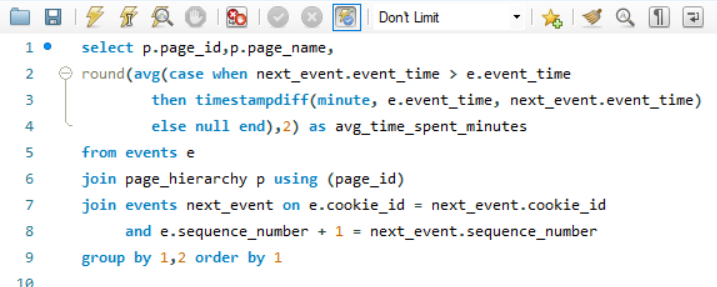 Don't Limit
1 select p.page_id,p.page_name,
2 round(avg(case when next_event.event_time > e.event_time
3 then timestampdiff(minute, e.event_time, next_event.event_time)
4 else null end),2) as avg_time_spent_minutes
5 from events e
6 join page_hierarchy p using (page_id)
7 join events next_event on e.cookie_id = next_event.cookie_id
8 and e.sequence_number + 1 = next_event.sequence_number
9 group by 1,2 order by 1
10